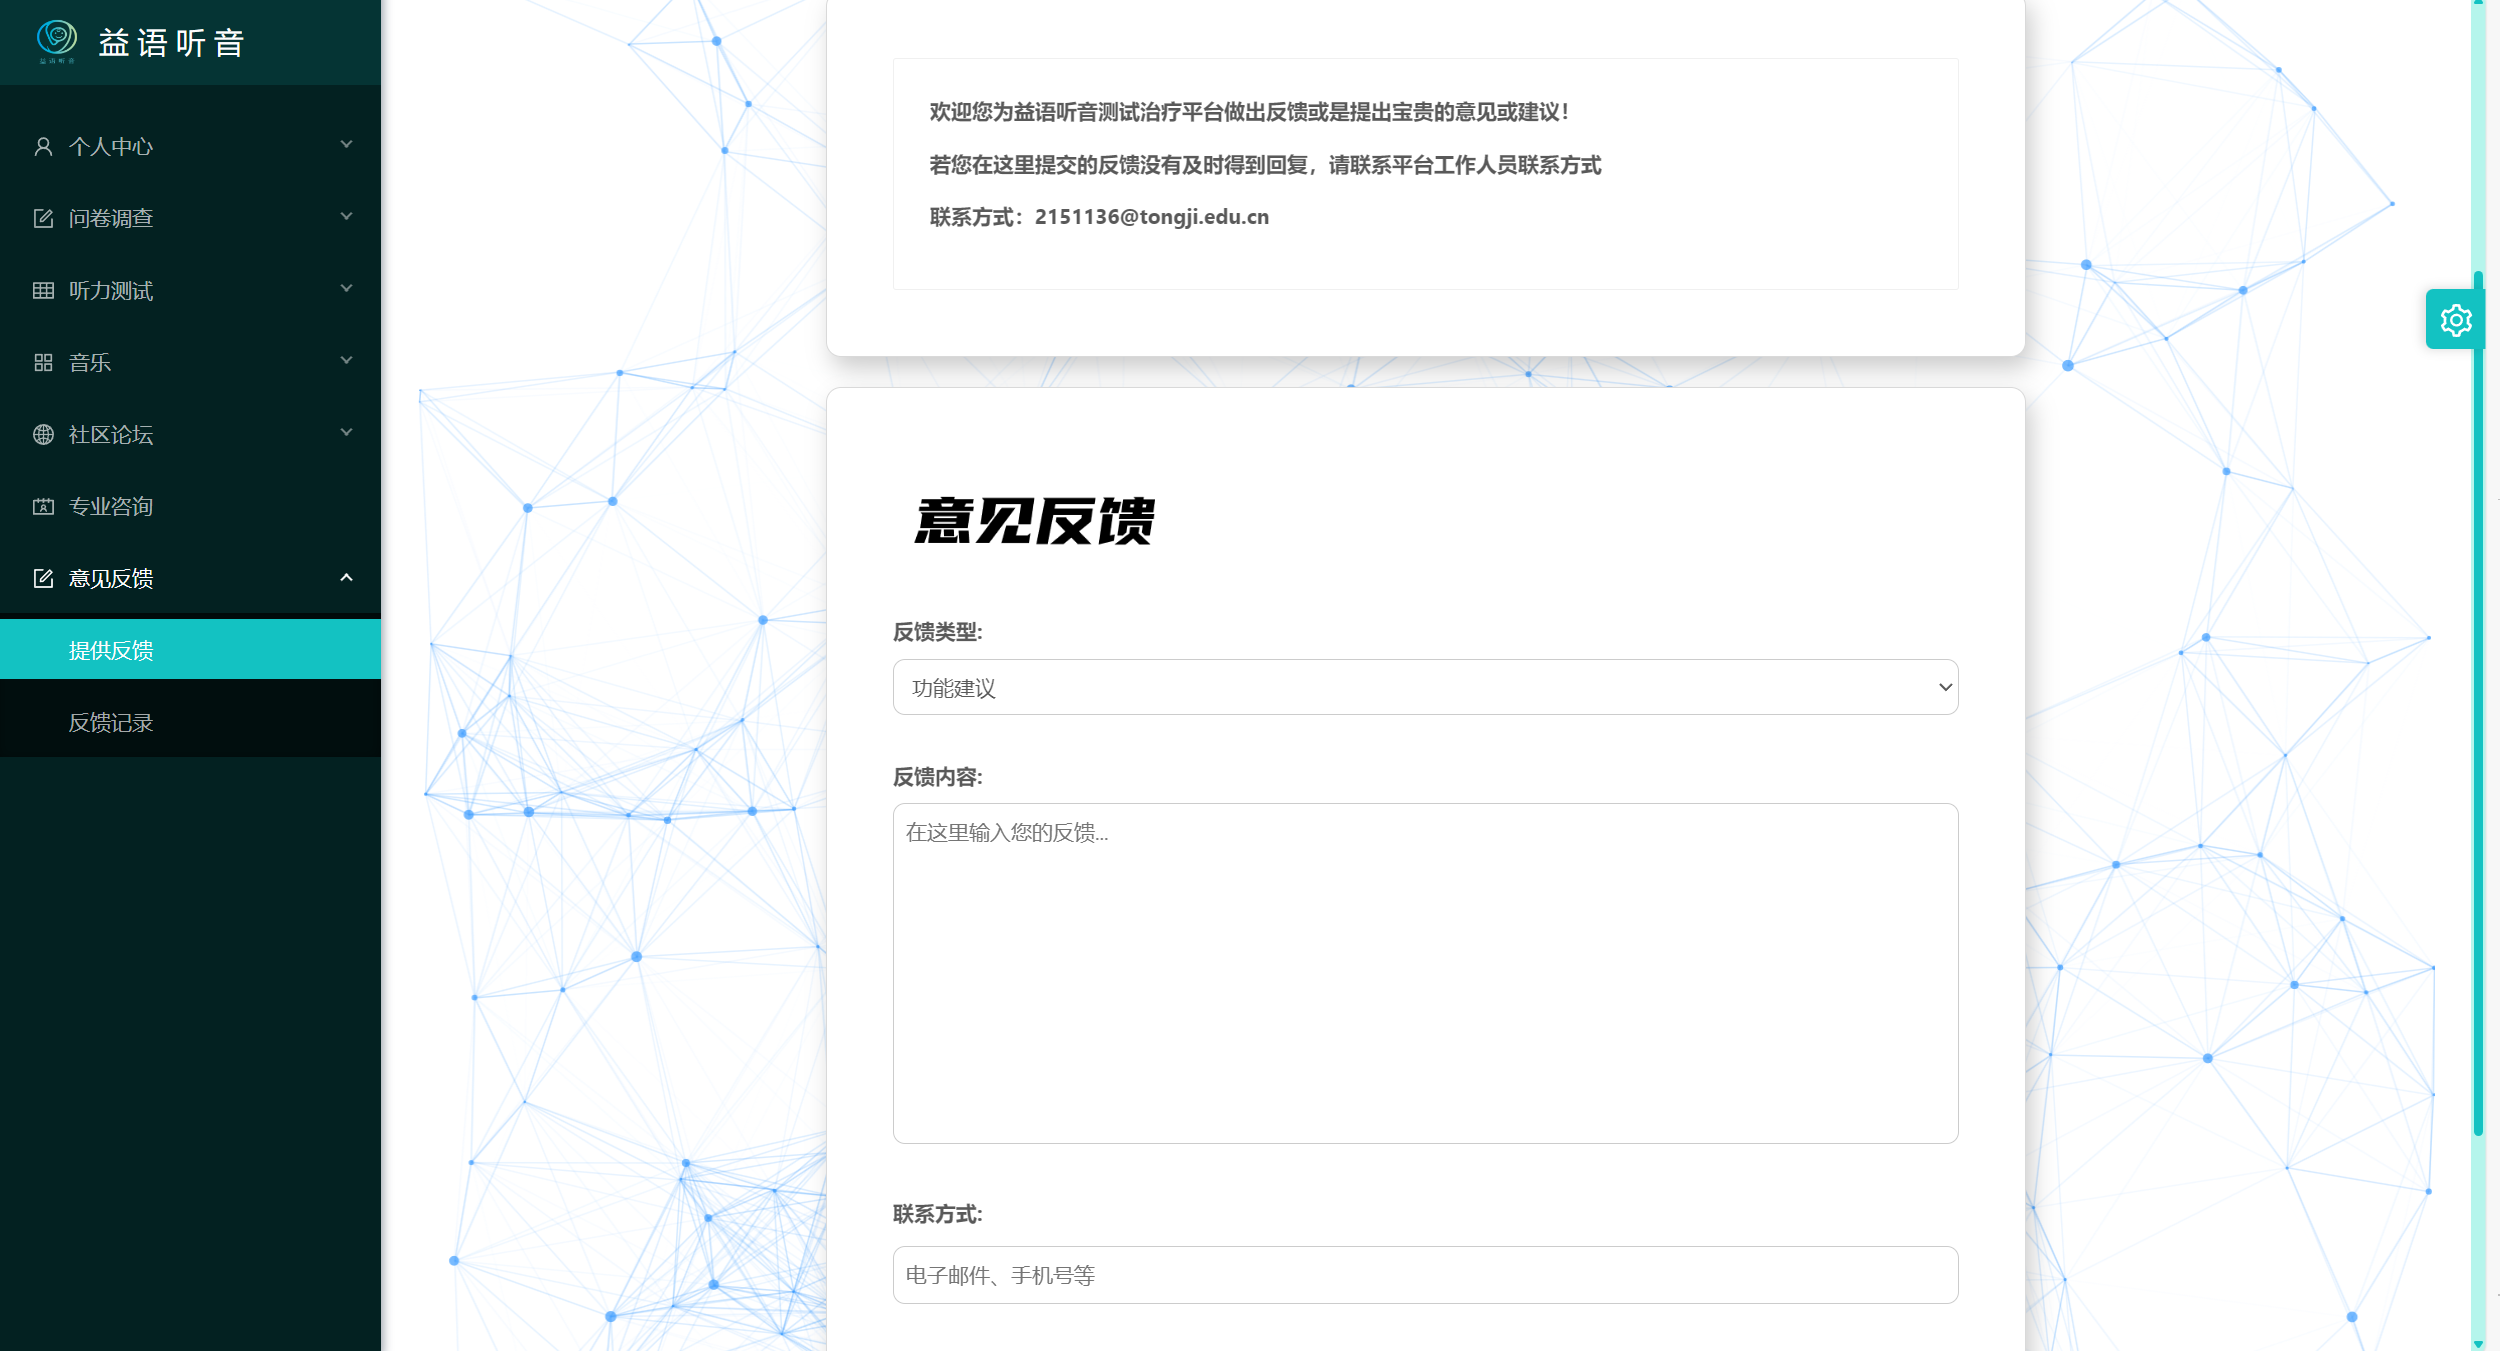 益语听音
益语听音
个人中心
问卷调查
听力测试
音乐
社区论坛
专业咨询
意见反馈
提供反馈
反馈记录
欢迎您为益语听音测试治疗平台做出反馈或是提出宝贵的意见或建议！
若您在这里提交的反馈没有及时得到回复，请联系平台工作人员联系方式
联系方式：2151136@tongji.edu.cn
意见反馈
反馈类型:
功能建议
反馈内容:
在这里输入您的反馈...
联系方式:
电子邮件、手机号等